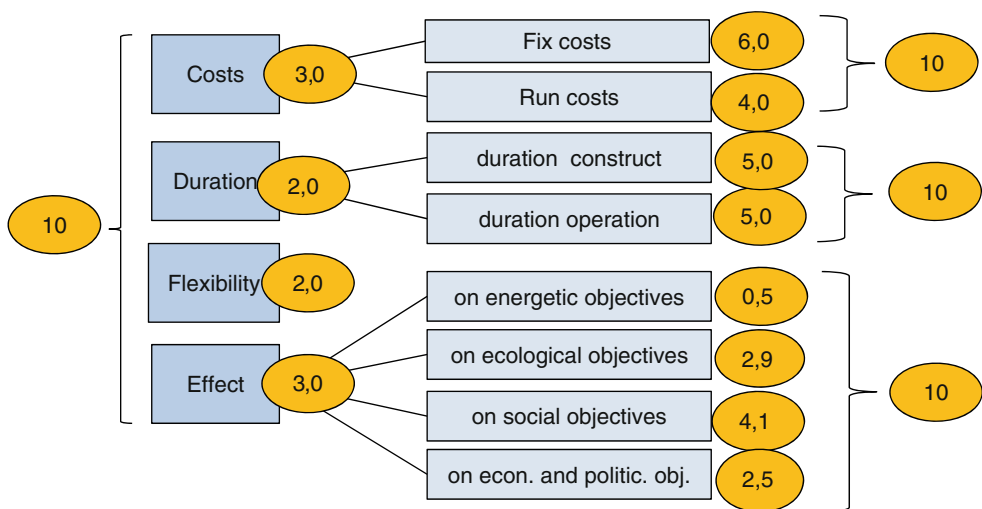 10
Costs
3,0
Fix costs
6,0
Run costs
4,0
10
Duration
2,0
duration construct
5,0
duration operation
5,0
10
Flexibility
2,0
Effect
3,0
on energetic objectives
0,5
on ecological objectives
2,9
on social objectives
4,1
on econ. and politic. obj.
2,5
10